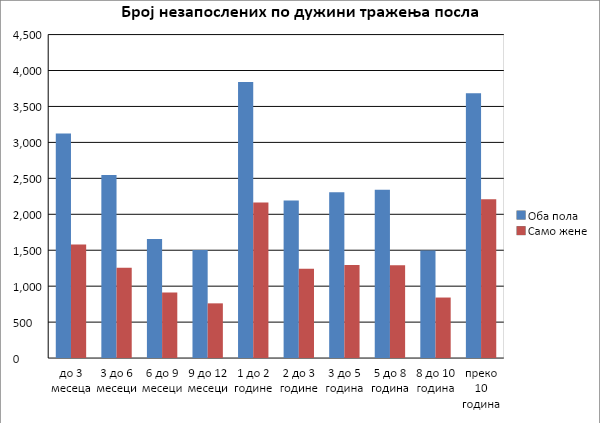 Број незапослених по дужини тражења посла
4,500
4,000
3,500
3,000
2,500
2,000
1,500
1,000
500
0
до 3 месеца
3 до 6 месеци
6 до 9 месеци
9 до 12 месеци
1 до 2 године
2 до 3 године
3 до 5 година
5 до 8 година
8 до 10 година
преко 10 година
Оба пола
Само жене